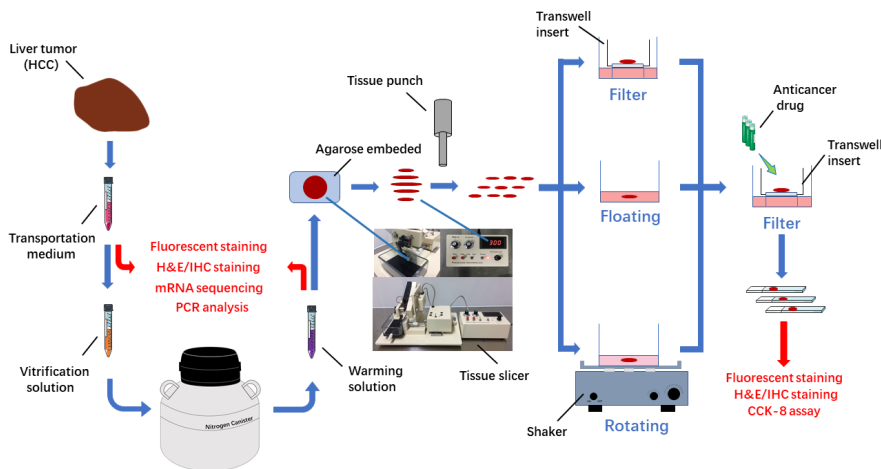 Liver tumor
(HCC)
Transportation
medium
Vitrification
solution
Fluorescent staining
H&E/IHC staining
mRNA sequencing
PCR analysis
Nitrogen Canister
Warming
solution
Agarose embeded
Tissue punch
300
Tissue slicer
Transwell
insert
Filter
Floating
Shaker
Rotating
Anticancer
drug
Transwell
insert
Filter
Fluorescent staining
H&E/IHC staining
CCK-8 assay